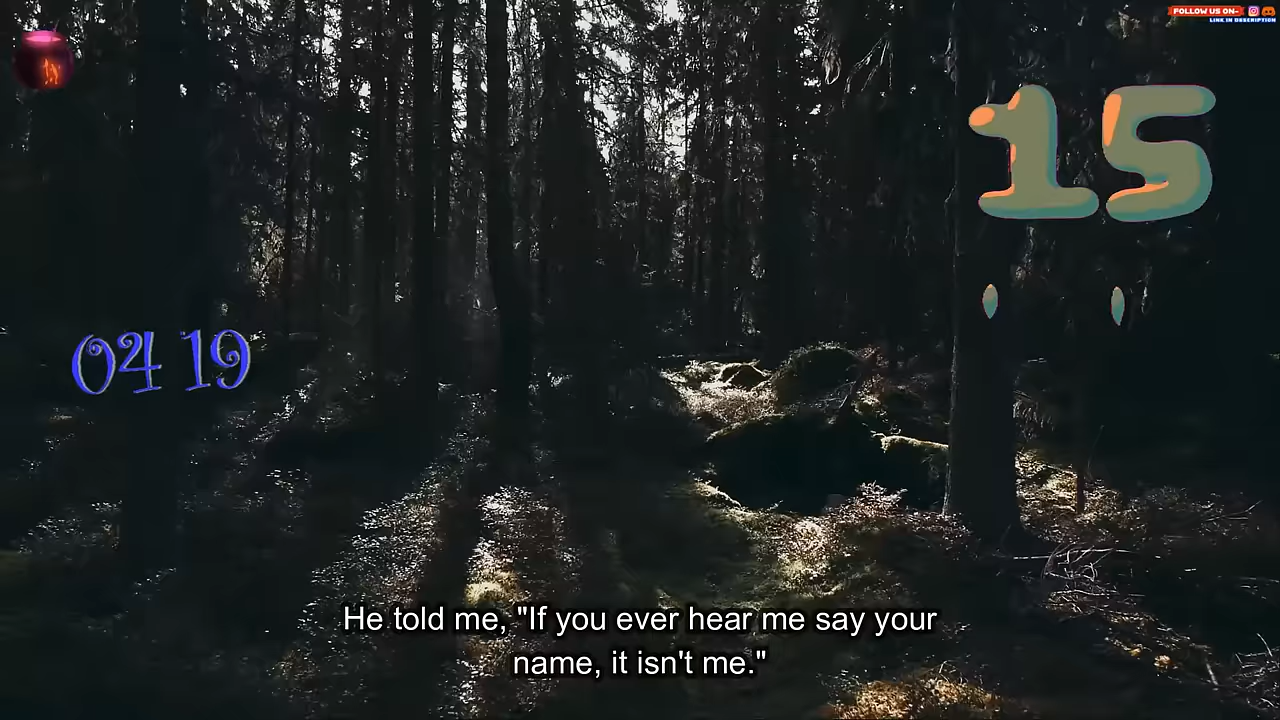 FOLLOW US ON-
LINK IN DESCRIPTION
15
04 19
He told me, "If you ever hear me say your
name, it isn't me."